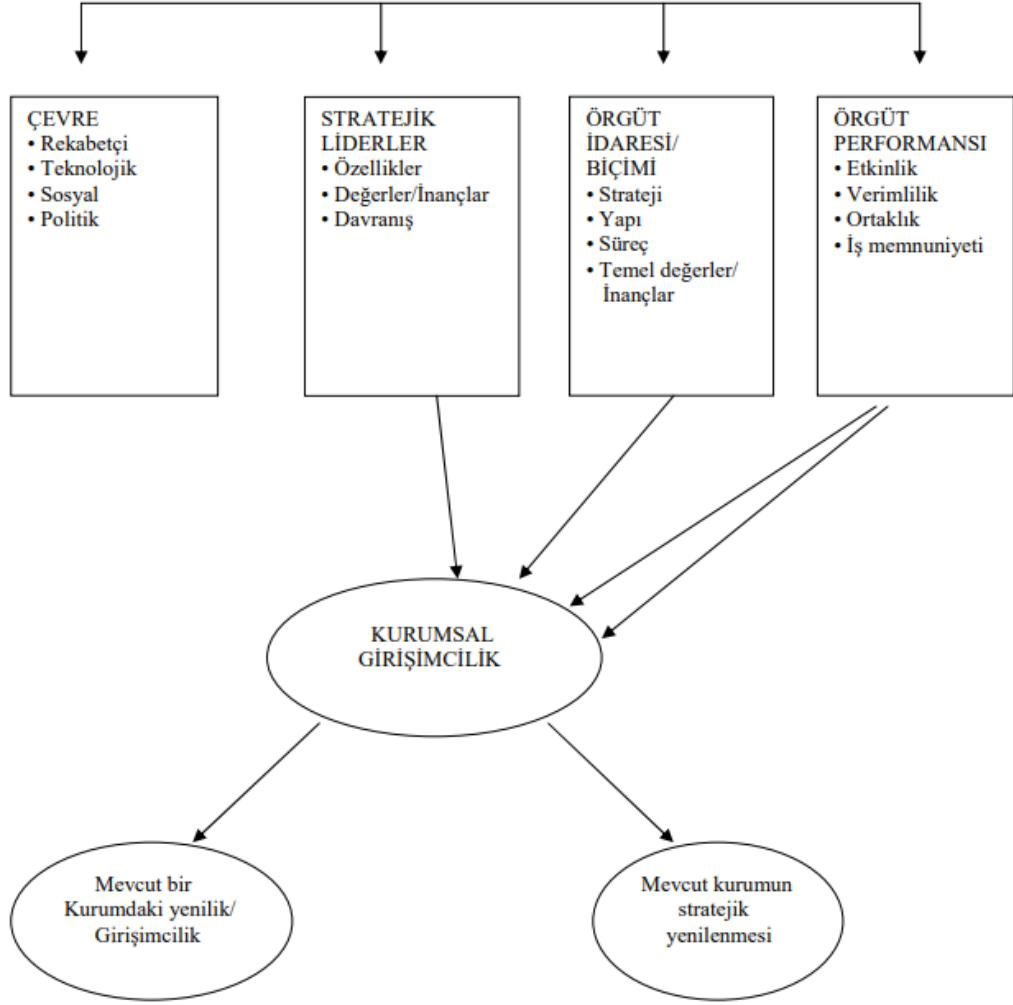 ÇEVRE
• Rekabetçi
• Teknolojik
• Sosyal
• Politik
STRATEJİK
LİDERLER
• Özellikler
• Değerler/İnançlar
• Davranış
ÖRGÜT
İDARESİ/
BİÇİMİ
• Strateji
• Yapı
• Süreç
• Temel değerler/
İnançlar
ÖRGÜT
PERFORMANSI
• Etkinlik
• Verimlilik
• Ortaklık
• İş memnuniyeti
KURUMSAL
GİRİŞİMCİLİK
Mevcut bir
Kurumdaki yenilik/
Girişimcilik
Mevcut kurumun
stratejik
yenilenmesi